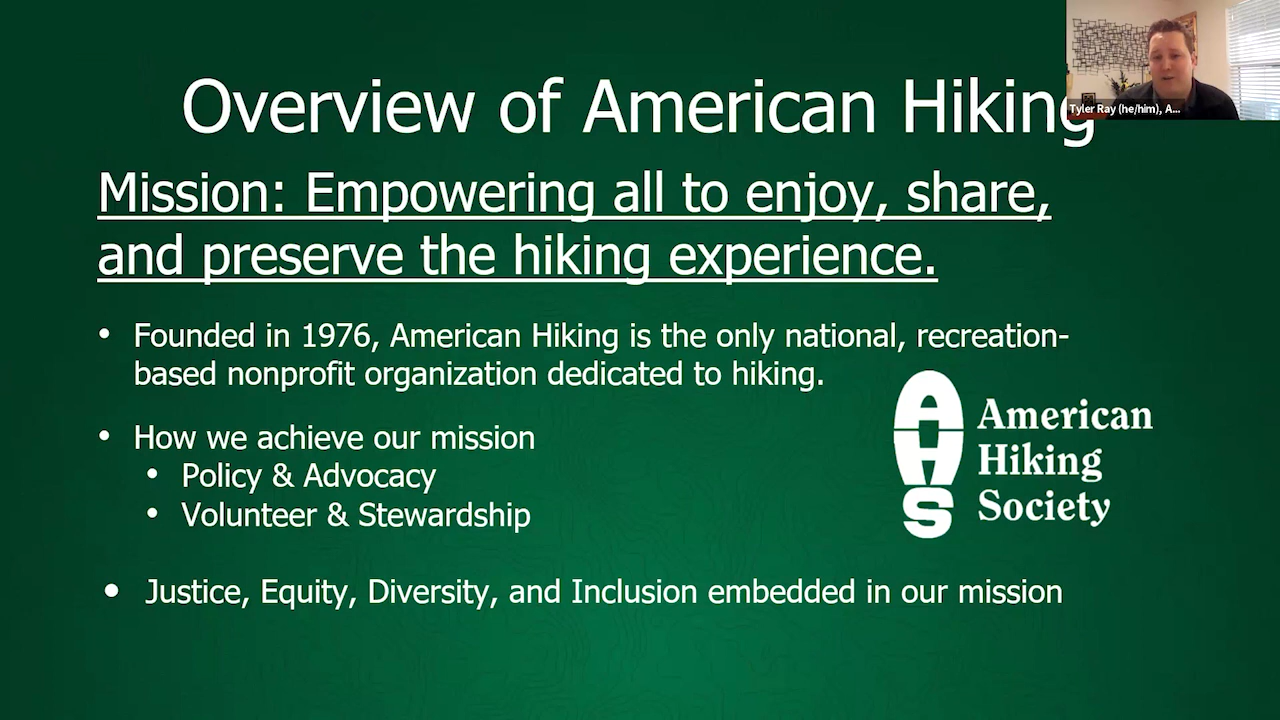 Overview of American Hiking
Tyler Ray (he/him), A...
Mission: Empowering all to enjoy, share,
and preserve the hiking experience.
• Founded in 1976, American Hiking is the only national, recreation-
based nonprofit organization dedicated to hiking.
• How we achieve our mission
• Policy & Advocacy
• Volunteer & Stewardship
AHS
American
Hiking
Society
• Justice, Equity, Diversity, and Inclusion embedded in our mission